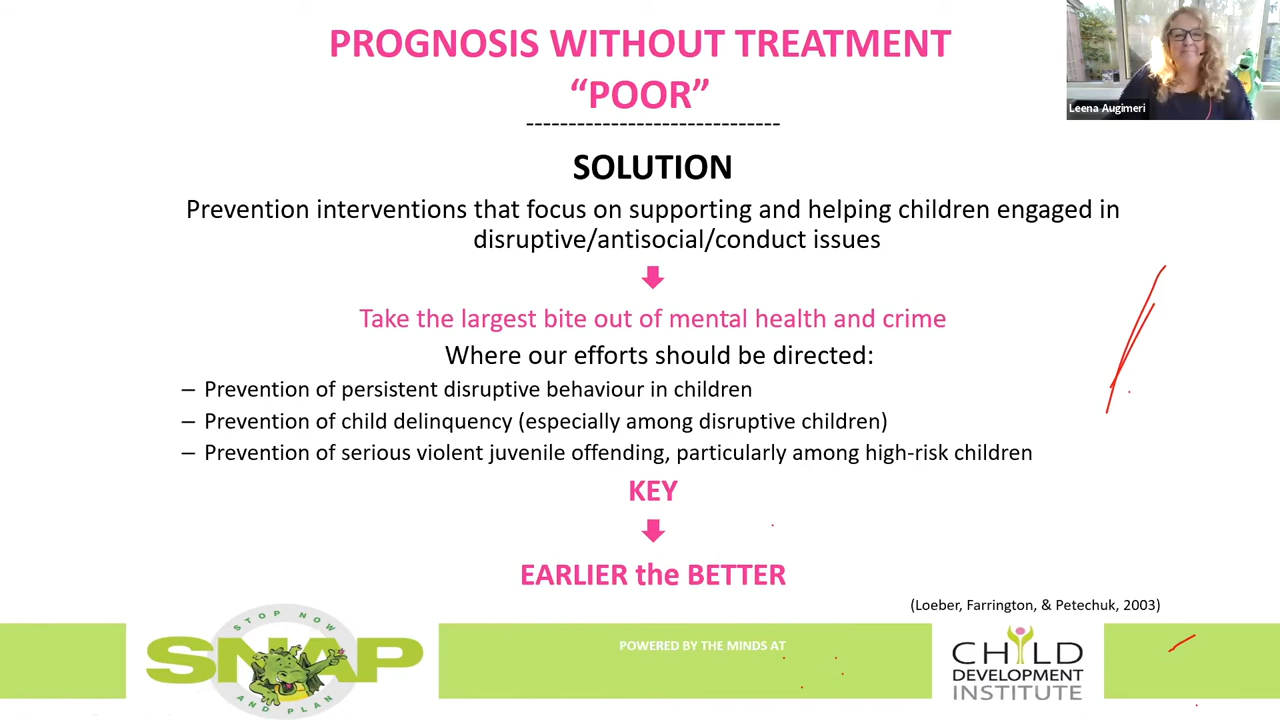 PROGNOSIS WITHOUT TREATMENT
“POOR”
------------------------------
Leena Augimeri
SOLUTION
Prevention interventions that focus on supporting and helping children engaged in
disruptive/antisocial/conduct issues
Take the largest bite out of mental health and crime
Where our efforts should be directed:
– Prevention of persistent disruptive behaviour in children
– Prevention of child delinquency (especially among disruptive children)
– Prevention of serious violent juvenile offending, particularly among high-risk children
KEY
EARLIER the BETTER
(Loeber, Farrington, & Petechuk, 2003)
STOP NOW
SNAP
AND PLAN
POWERED BY THE MINDS AT
CHILD
DEVELOPMENT
INSTITUTE